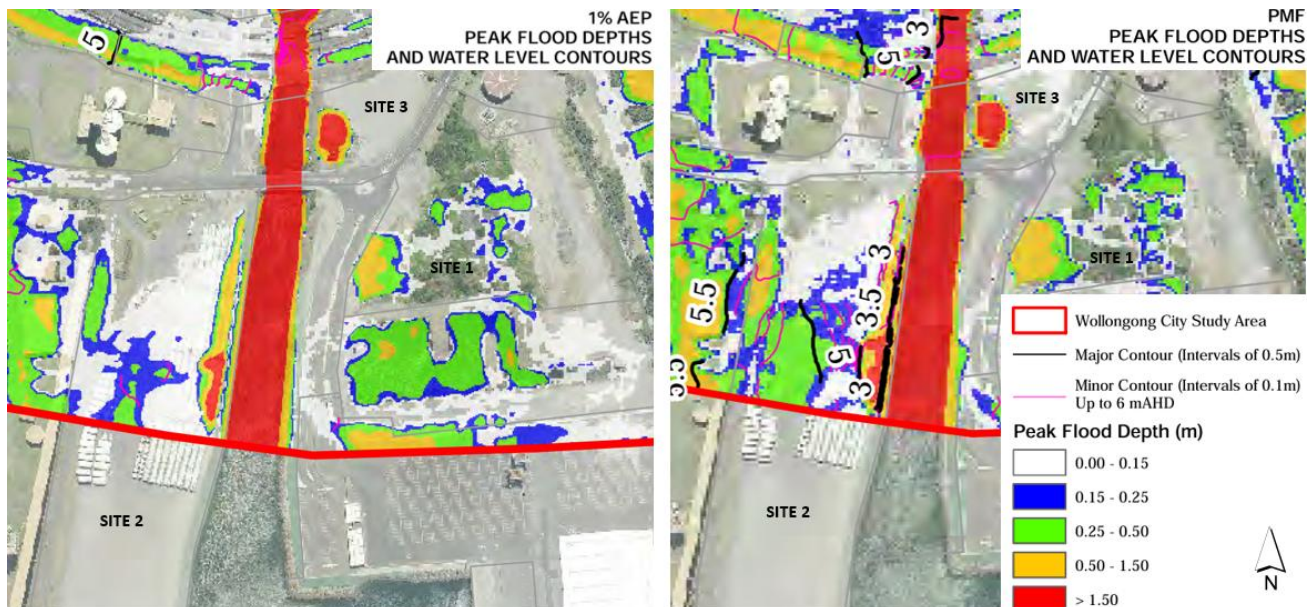 1% AEP
PEAK FLOOD DEPTHS
AND WATER LEVEL CONTOURS
5
SITE 3
SITE 1
SITE 2
PMF
PEAK FLOOD DEPTHS
AND WATER LEVEL CONTOURS
3
5
SITE 3
SITE 1
3
5.5
3.5
5
5.5
3
SITE 2
Wollongong City Study Area
Major Contour (Intervals of 0.5m)
Minor Contour (Intervals of 0.1m)
Up to 6 mAHD
Peak Flood Depth (m)
0.00 - 0.15
0.15 - 0.25
0.25 - 0.50
0.50 - 1.50
> 1.50
N